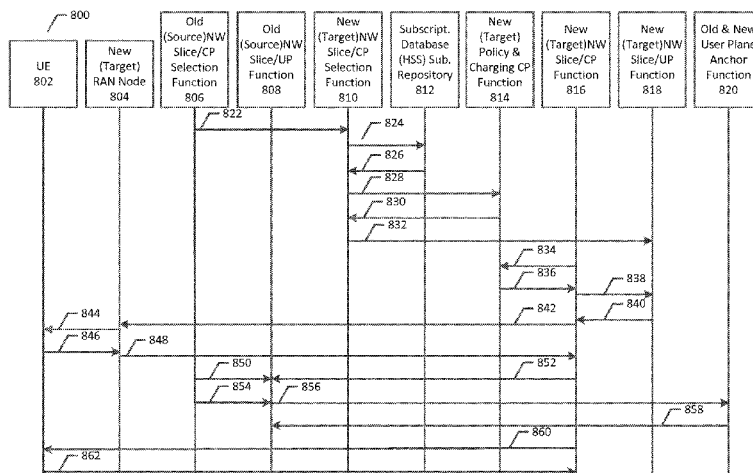 800
UE
802
New
(Target)
RAN Node
804
Old
(Source)NW
Slice/CP
Selection
Function
806
Old
(Source)NW
Slice/UP
Function
808
New
(Target)NW
Slice/CP
Selection
Function
810
Subscript.
Database
(HSS) Sub.
Repository
812
New
(Target)
Policy &
Charging CP
Function
814
New
(Target)NW
Slice/CP
Function
816
New
(Target)NW
Slice/UP
Function
818
Old & New
User Plane
Anchor
Function
820
822
824
826
828
830
832
834
836
838
840
842
844
846
848
850
852
854
856
858
860
862